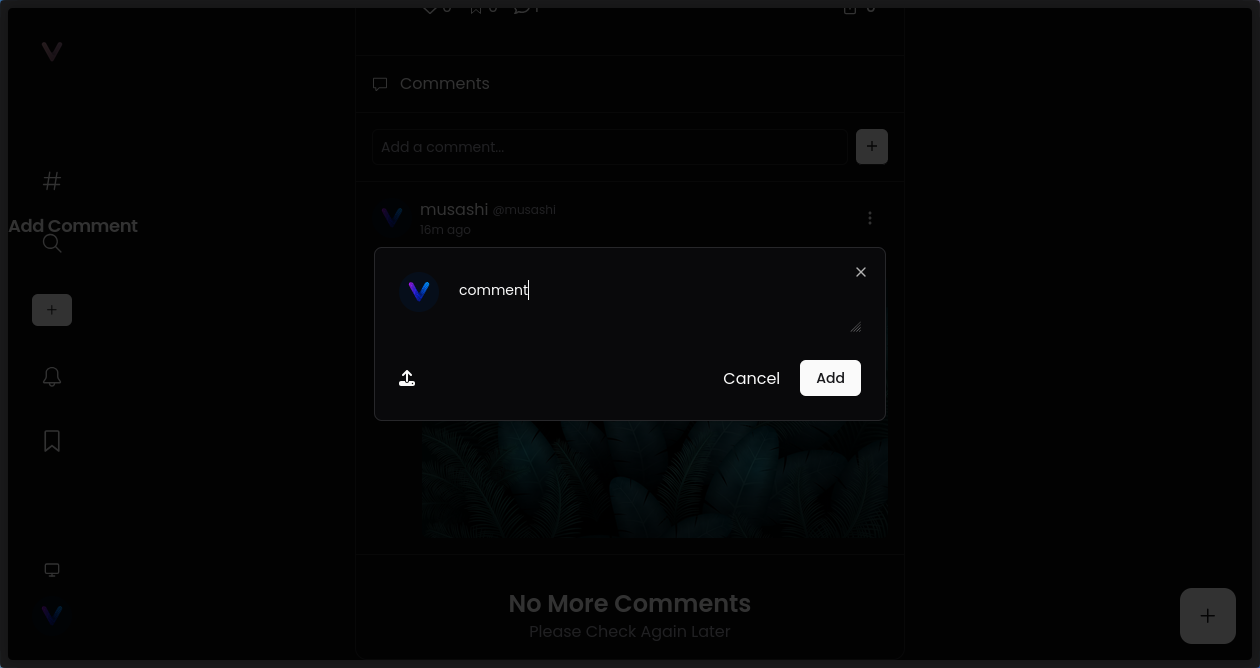 Comments
Add a comment...
musashi @musashi
16m ago
Add Comment
comment
Cancel
Add
No More Comments
Please Check Again Later